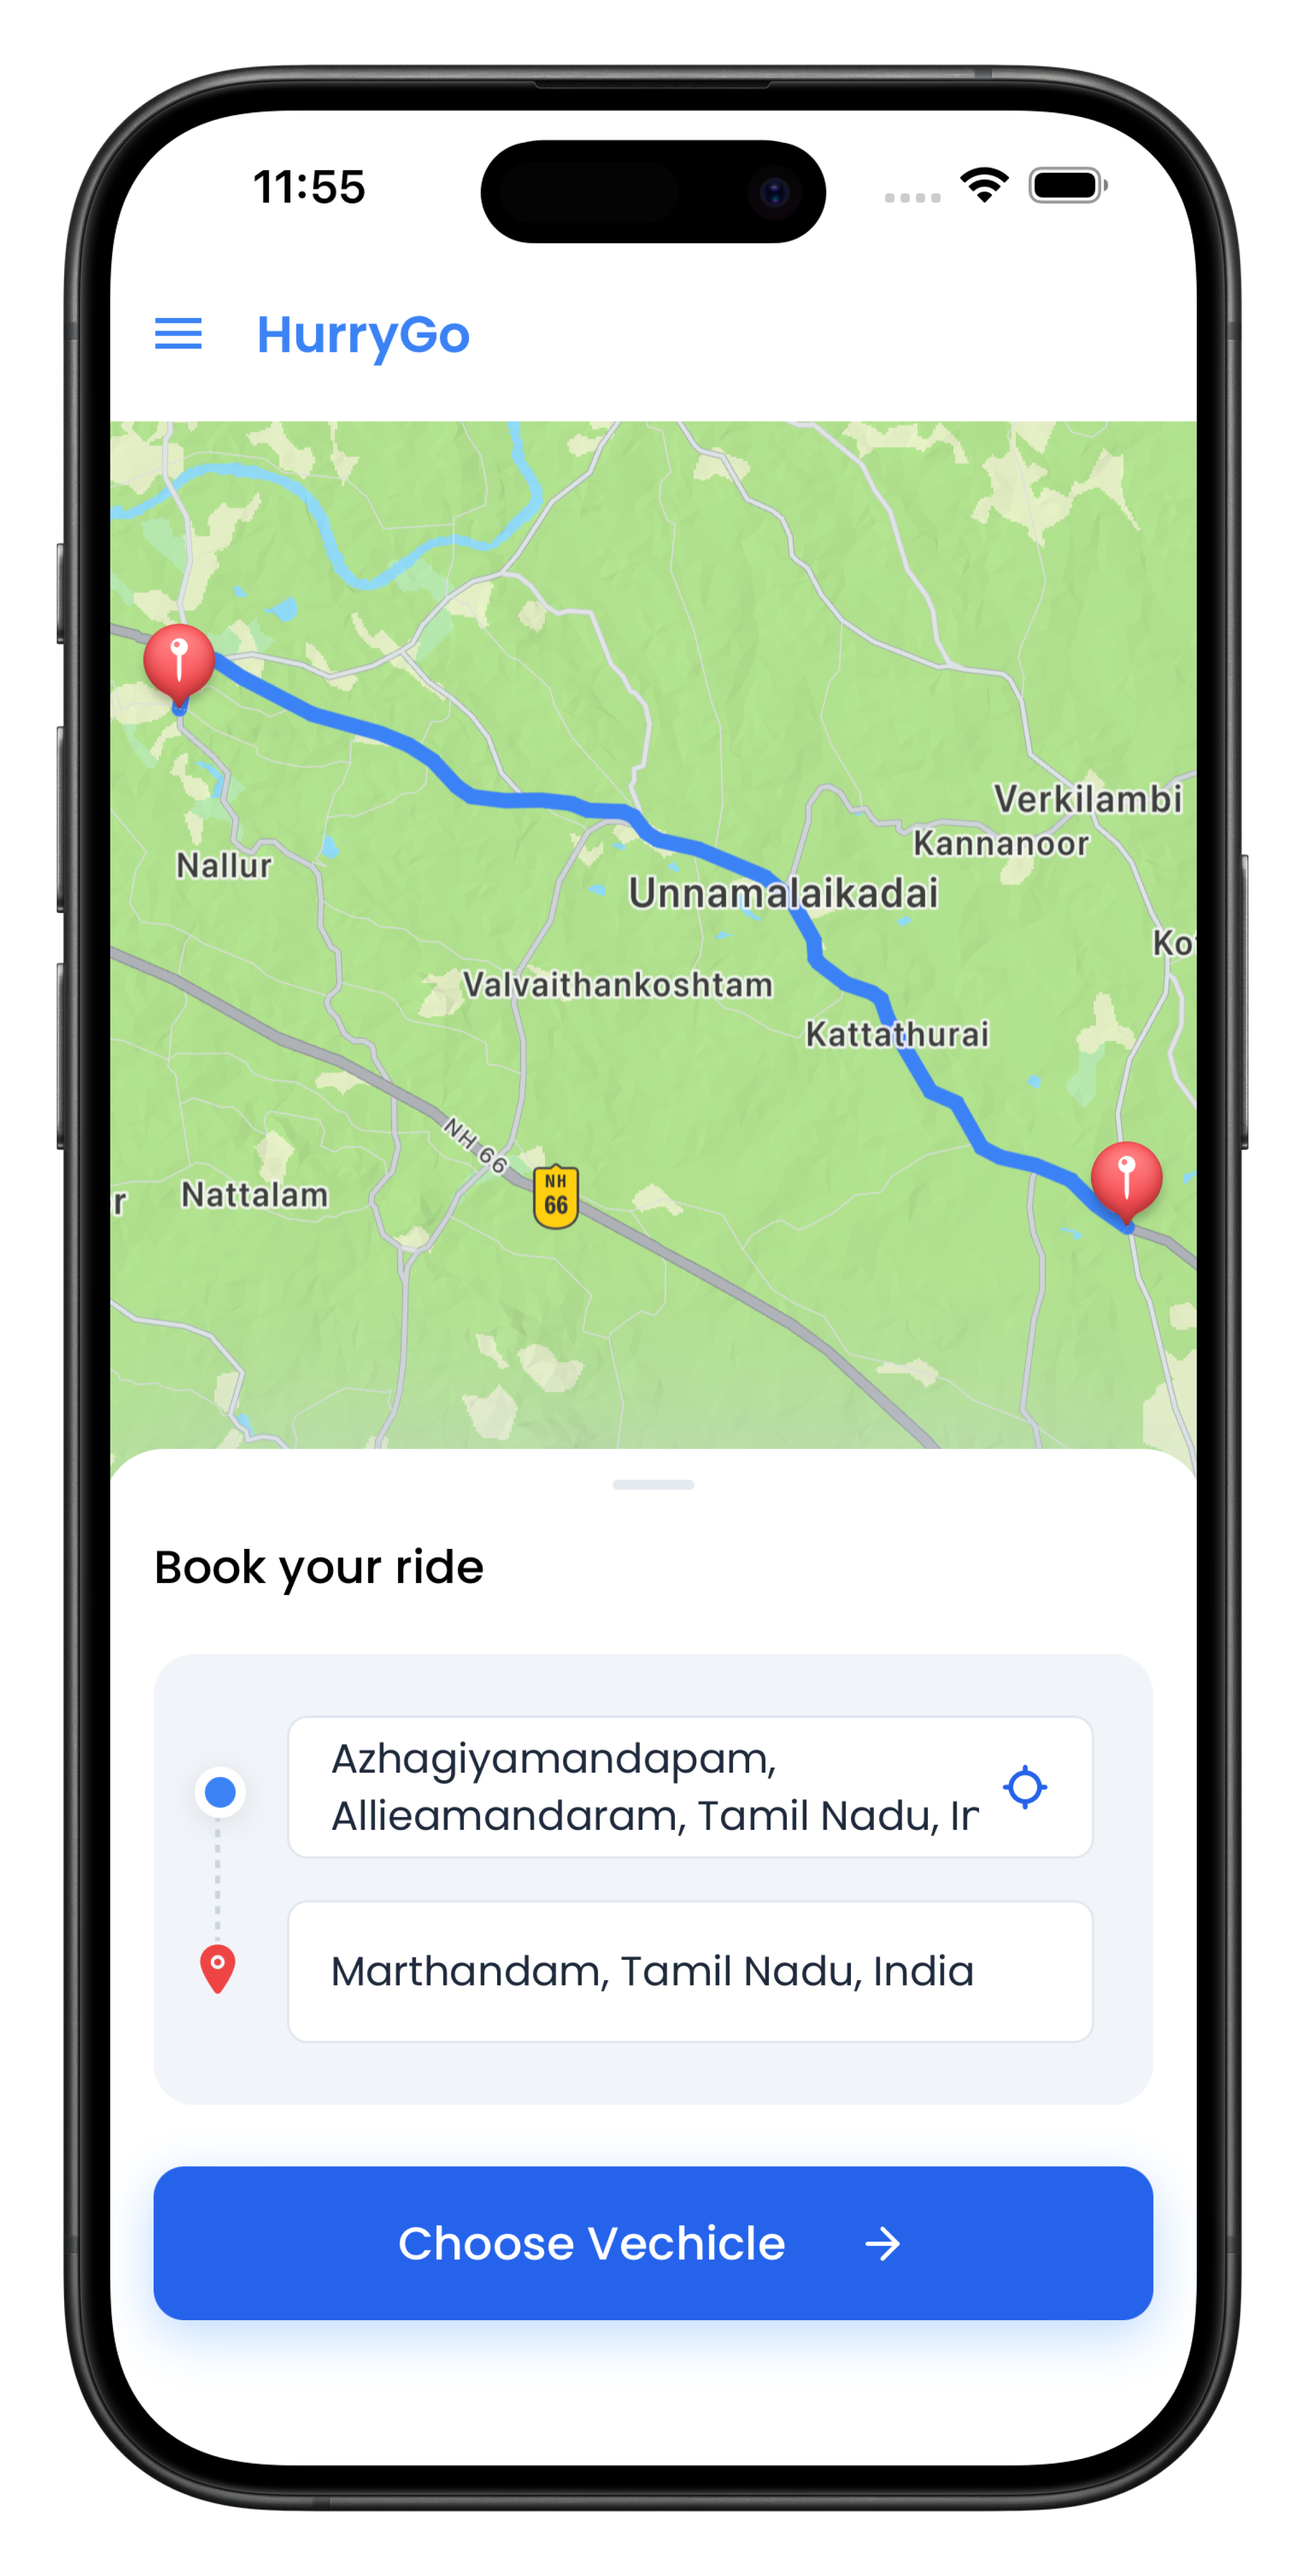 11:55
HurryGo
Verkilambi
Kannanoor
Nallur
Unnamalaikadai
Ko
Valvaithankoshtam
Kattathurai
NH 66
NH
66
r
Nattalam
Book your ride
Azhagiyamandapam,
Allieamandaram, Tamil Nadu, In
Marthandam, Tamil Nadu, India
Choose Vechicle